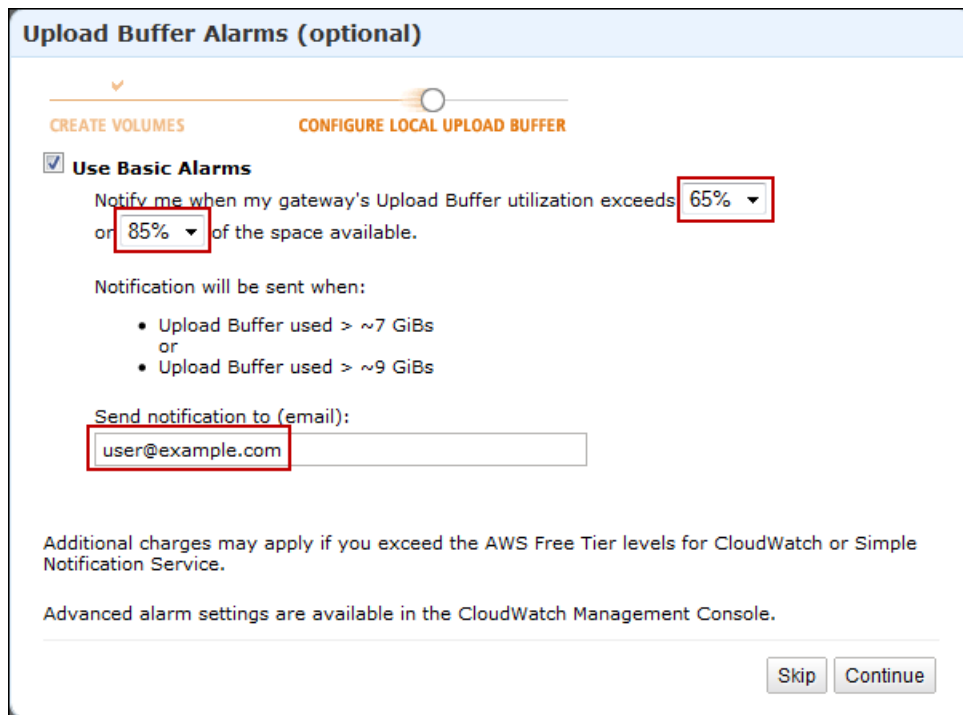 Upload Buffer Alarms (optional)
CREATE VOLUMES
CONFIGURE LOCAL UPLOAD BUFFER
Use Basic Alarms
Notify me when my gateway's Upload Buffer utilization exceeds 65%
or 85% of the space available.
Notification will be sent when:
• Upload Buffer used > ~7 GiBs
or
• Upload Buffer used > ~9 GiBs
Send notification to (email):
user@example.com
Additional charges may apply if you exceed the AWS Free Tier levels for CloudWatch or Simple
Notification Service.
Advanced alarm settings are available in the CloudWatch Management Console.
Skip Continue